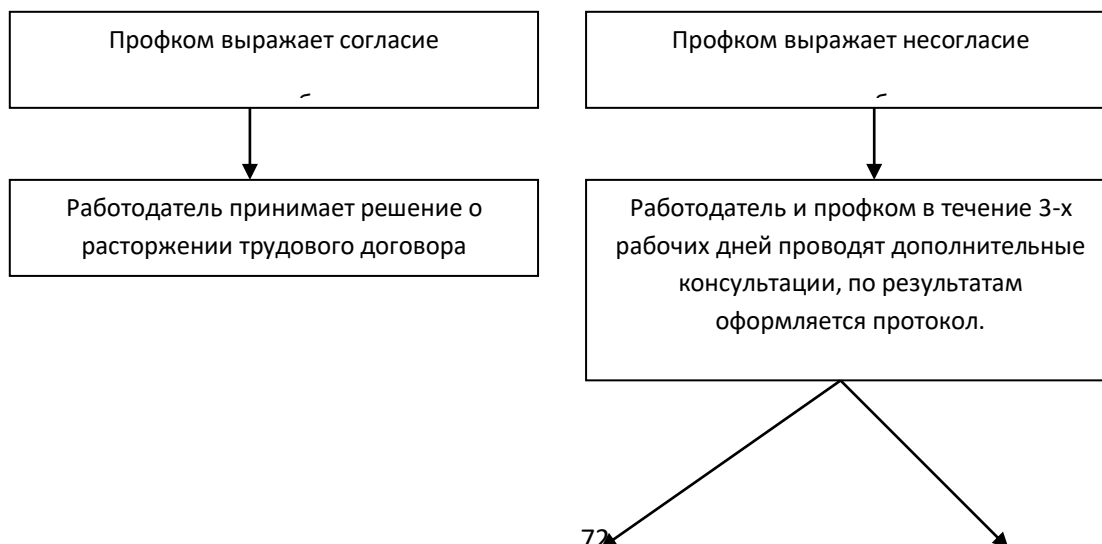 Профком выражает согласие
Профком выражает несогласие
Работодатель принимает решение о
расторжении трудового договора
Работодатель и профком в течение 3-х
рабочих дней проводят дополнительные
консультации, по результатам
оформляется протокол.
72